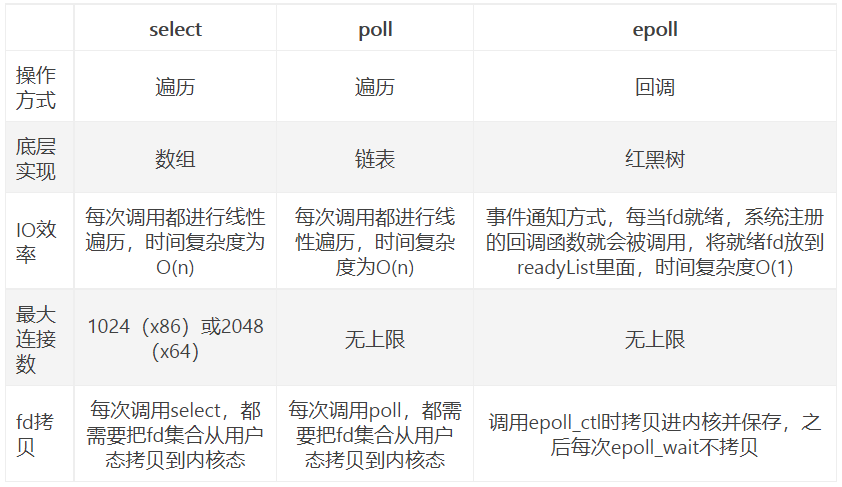 select poll epoll
操作
方式
遍历 遍历 回调
底层
实现
数组 链表 红黑树
IO效
率
每次调用都进行线性
遍历，时间复杂度为
O(n)
每次调用都进行线
性遍历，时间复杂
度为O(n)
事件通知方式，每当fd就绪，系统注册
的回调函数就会被调用，将就绪fd放到
readyList里面，时间复杂度O(1)
最大
连接
数
1024（x86）或2048
（x64）
无上限
无上限
fd拷
贝
每次调用select，都
需要把fd集合从用户
态拷贝到内核态
每次调用poll，都需
要把fd集合从用户
态拷贝到内核态
调用epoll_ctl时拷贝进内核并保存，之
后每次epoll_wait不拷贝